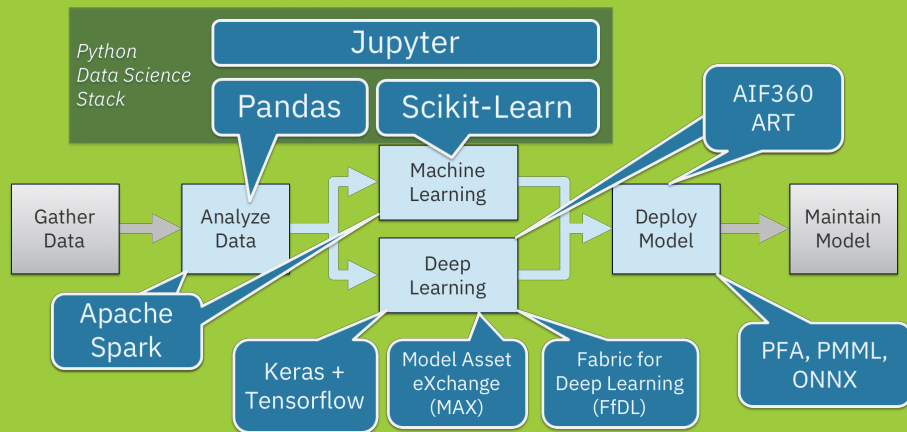 Python
Data Science
Stack
Jupyter
Pandas
Scikit-Learn
AIF360
ART
Gather
Data
Analyze
Data
Machine
Learning
Deep
Learning
Deploy
Model
Maintain
Model
Apache
Spark
Keras +
Tensorflow
Model Asset
eXchange
(MAX)
Fabric for
Deep Learning
(FfDL)
PFA, PMML,
ONNX